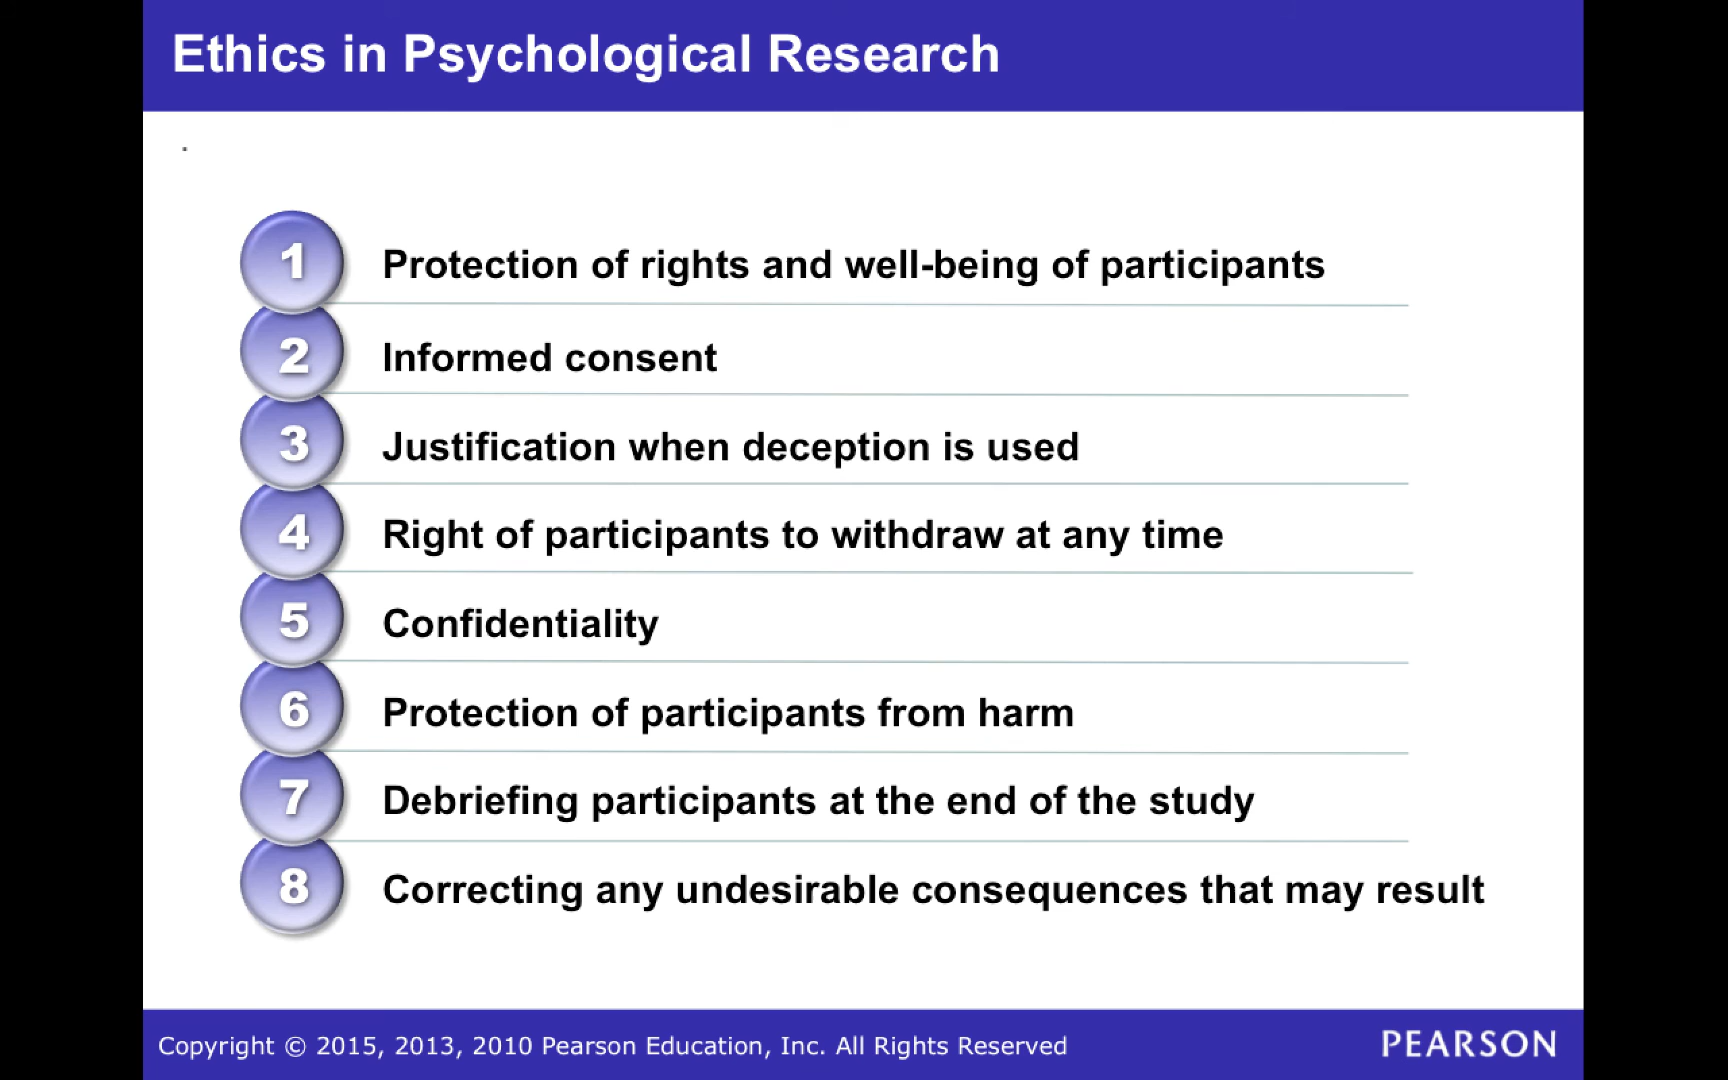 Ethics in Psychological Research
.
1 Protection of rights and well-being of participants
2 Informed consent
3 Justification when deception is used
4 Right of participants to withdraw at any time
5 Confidentiality
6 Protection of participants from harm
7 Debriefing participants at the end of the study
8 Correcting any undesirable consequences that may result
Copyright © 2015, 2013, 2010 Pearson Education, Inc. All Rights Reserved PEARSON